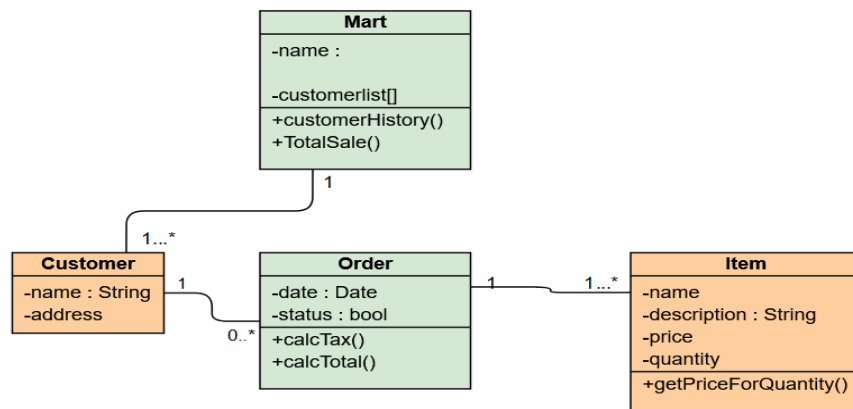 Mart
-name :
-customerlist[]
+customerHistory()
+TotalSale()
1
1...*
Customer
-name : String
-address
1
0..*
Order
-date : Date
-status : bool
+calcTax()
+calcTotal()
1
1...*
Item
-name
-description : String
-price
-quantity
+getPriceForQuantity()